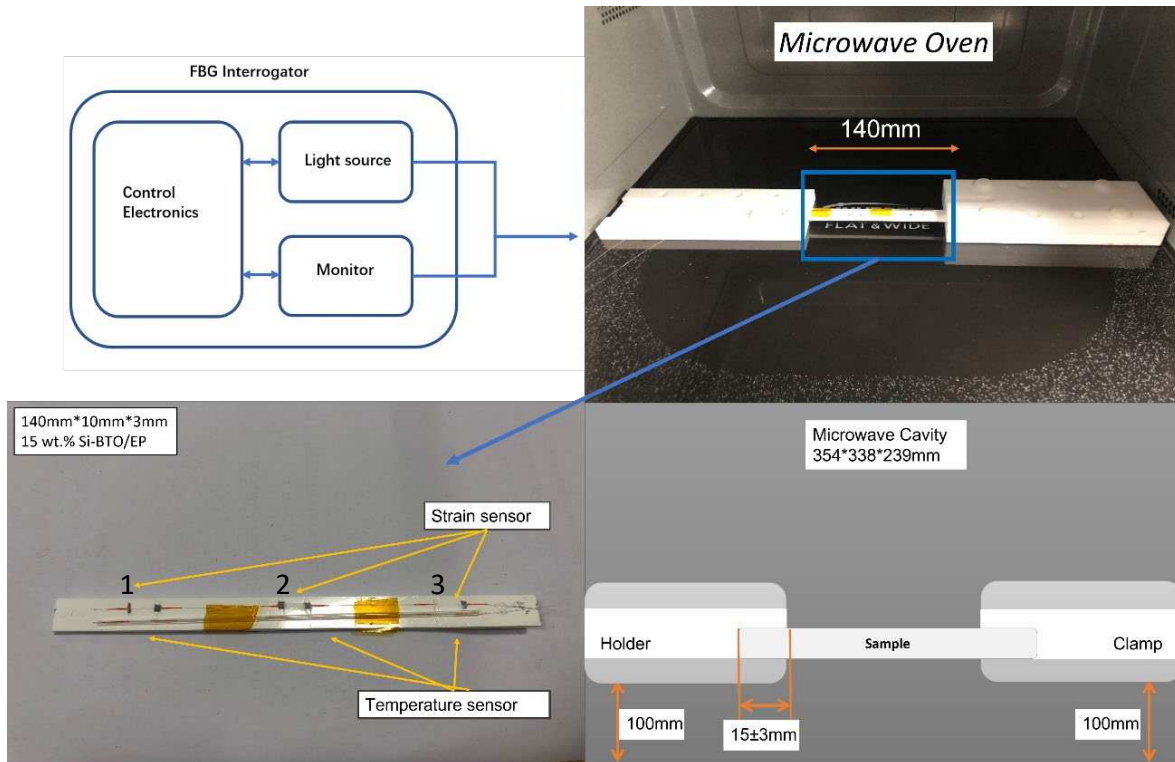 FBG Interrogator
Control
Electronics
Light source
Monitor
Microwave Oven
140mm
FLAT & WIDE
140mm*10mm*3mm
15 wt.% Si-BTO/EP
Strain sensor
1
2
3
Temperature sensor
Microwave Cavity
354*338*239mm
Holder
Sample
Clamp
100mm
15±3mm
100mm